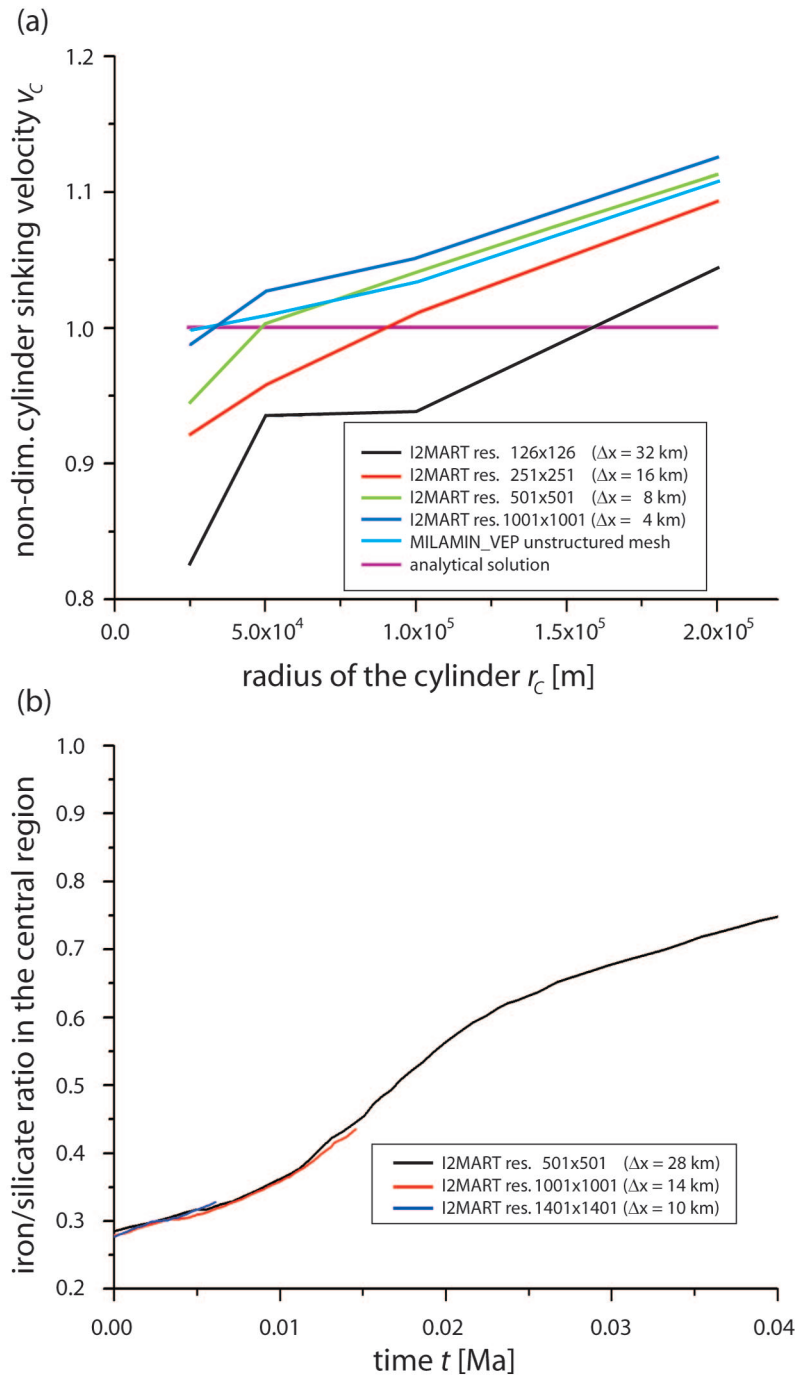 (a)
non-dim. cylinder sinking velocity v_C
1.2
1.1
1.0
0.9
0.8
I2MART res. 126x126 (Δx = 32 km)
I2MART res. 251x251 (Δx = 16 km)
I2MART res. 501x501 (Δx = 8 km)
I2MART res. 1001x1001 (Δx = 4 km)
MILAMIN_VEP unstructured mesh
analytical solution
0.0 5.0x10⁴ 1.0x10⁵ 1.5x10⁵ 2.0x10⁵
radius of the cylinder r_C [m]
(b)
iron/silicate ratio in the central region
1.0
0.9
0.8
0.7
0.6
0.5
0.4
0.3
0.2
I2MART res. 501x501 (Δx = 28 km)
I2MART res. 1001x1001 (Δx = 14 km)
I2MART res. 1401x1401 (Δx = 10 km)
0.00 0.01 0.02 0.03 0.04
time t [Ma]